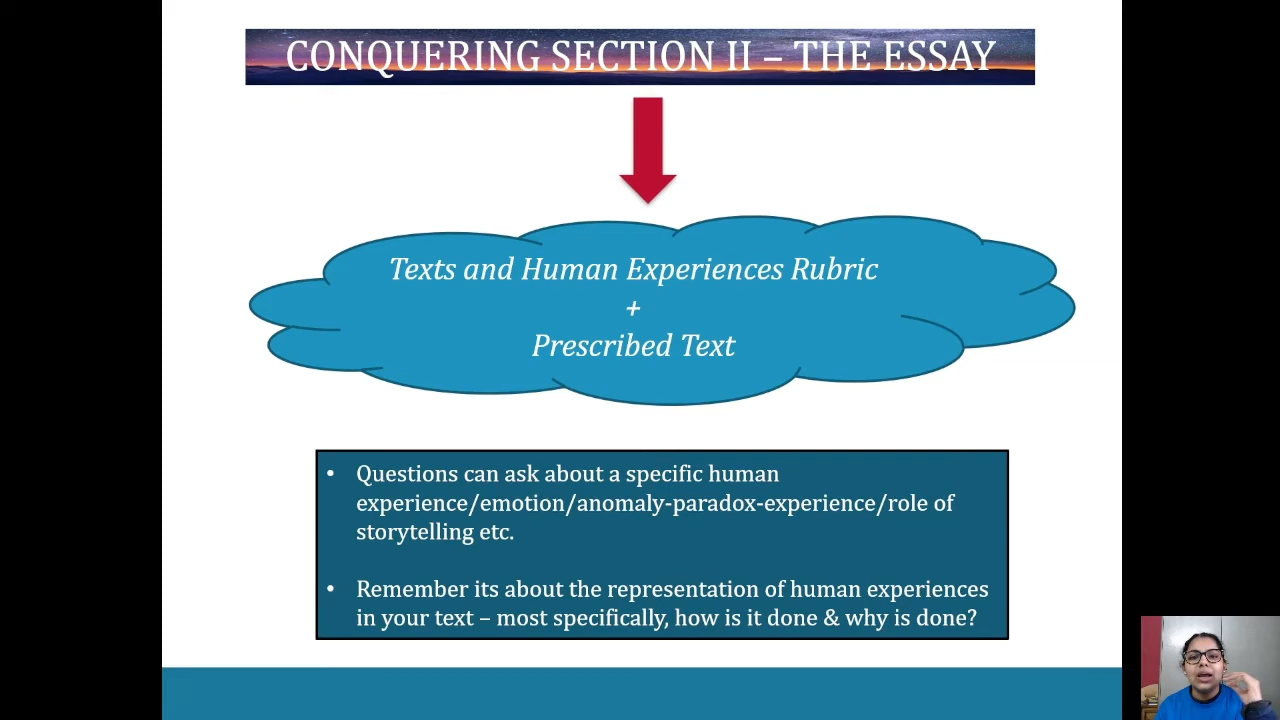 CONQUERING SECTION II – THE ESSAY
Texts and Human Experiences Rubric
+
Prescribed Text
• Questions can ask about a specific human
experience/emotion/anomaly-paradox-experience/role of
storytelling etc.
• Remember its about the representation of human experiences
in your text – most specifically, how is it done & why is done?